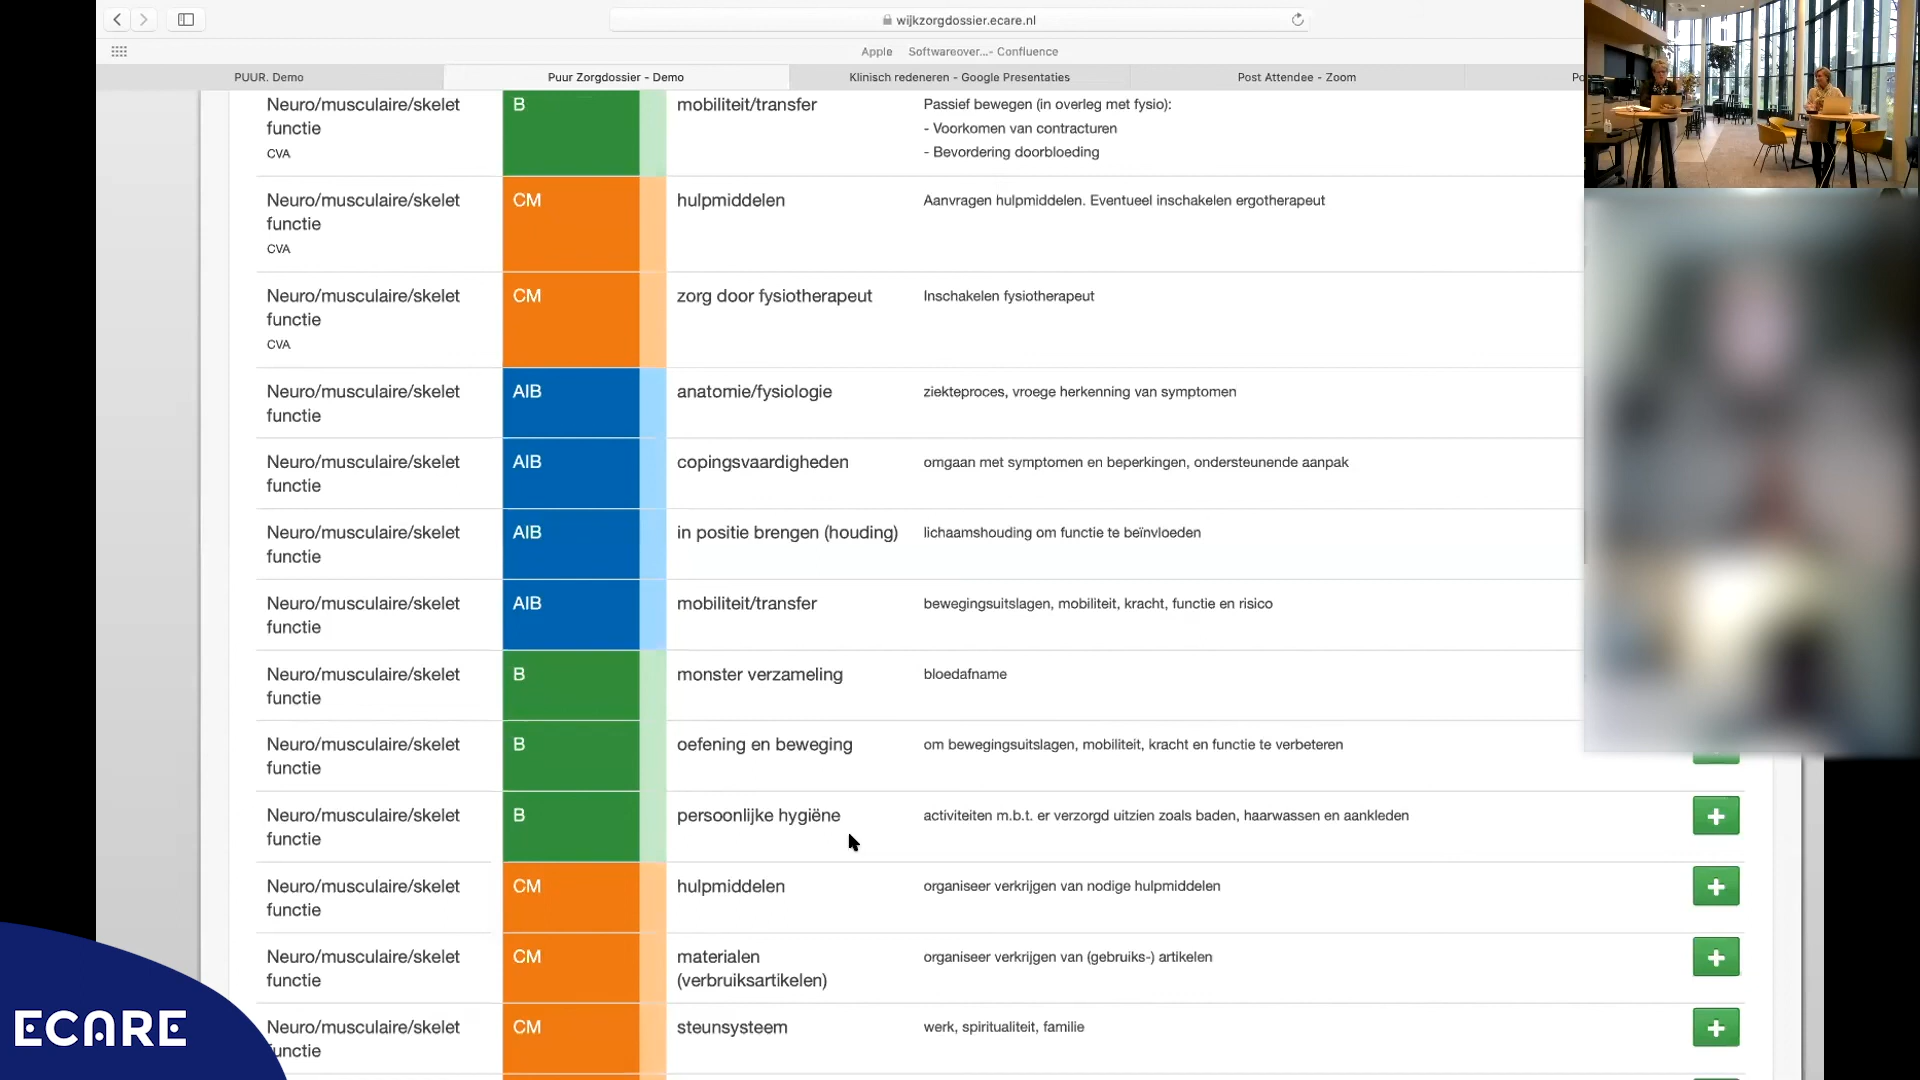 wijkzorgdossier.ecare.nl
Apple Softwareover...- Confluence
PUUR. Demo
Puur Zorgdossier - Demo
Klinisch redeneren - Google Presentaties
Post Attendee - Zoom
Po
Neuro/musculaire/skelet
functie
CVA
B
mobiliteit/transfer
Passief bewegen (in overleg met fysio):
- Voorkomen van contracturen
- Bevordering doorbloeding
Neuro/musculaire/skelet
functie
CVA
CM
hulpmiddelen
Aanvragen hulpmiddelen. Eventueel inschakelen ergotherapeut
Neuro/musculaire/skelet
functie
CVA
CM
zorg door fysiotherapeut
Inschakelen fysiotherapeut
Neuro/musculaire/skelet
functie
AIB
anatomie/fysiologie
ziekteproces, vroege herkenning van symptomen
Neuro/musculaire/skelet
functie
AIB
copingsvaardigheden
omgaan met symptomen en beperkingen, ondersteunende aanpak
Neuro/musculaire/skelet
functie
AIB
in positie brengen (houding)
lichaamshouding om functie te beïnvloeden
Neuro/musculaire/skelet
functie
AIB
mobiliteit/transfer
bewegingsuitslagen, mobiliteit, kracht, functie en risico
Neuro/musculaire/skelet
functie
B
monster verzameling
bloedafname
Neuro/musculaire/skelet
functie
B
oefening en beweging
om bewegingsuitslagen, mobiliteit, kracht en functie te verbeteren
Neuro/musculaire/skelet
functie
B
persoonlijke hygiëne
activiteiten m.b.t. er verzorgd uitzien zoals baden, haarwassen en aankleden
Neuro/musculaire/skelet
functie
CM
hulpmiddelen
organiseer verkrijgen van nodige hulpmiddelen
Neuro/musculaire/skelet
functie
CM
materialen
(verbruiksartikelen)
organiseer verkrijgen van (gebruiks-) artikelen
Neuro/musculaire/skelet
functie
CM
steunsysteem
werk, spiritualiteit, familie
ECARE